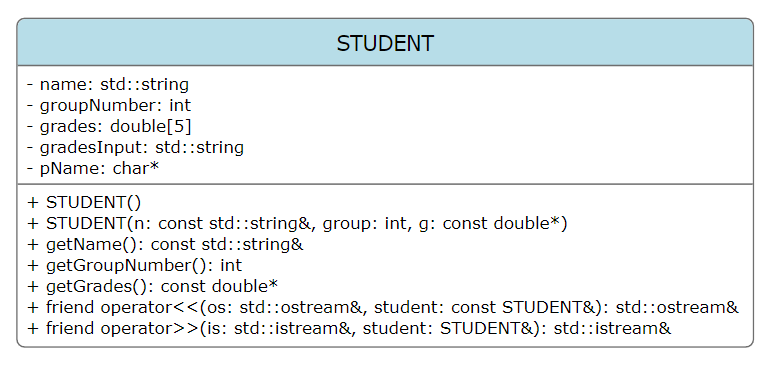 STUDENT
- name: std::string
- groupNumber: int
- grades: double[5]
- gradesInput: std::string
- pName: char*
+ STUDENT()
+ STUDENT(n: const std::string&, group: int, g: const double*)
+ getName(): const std::string&
+ getGroupNumber(): int
+ getGrades(): const double*
+ friend operator<<(os: std::ostream&, student: const STUDENT&): std::ostream&
+ friend operator>>(is: std::istream&, student: STUDENT&): std::istream&